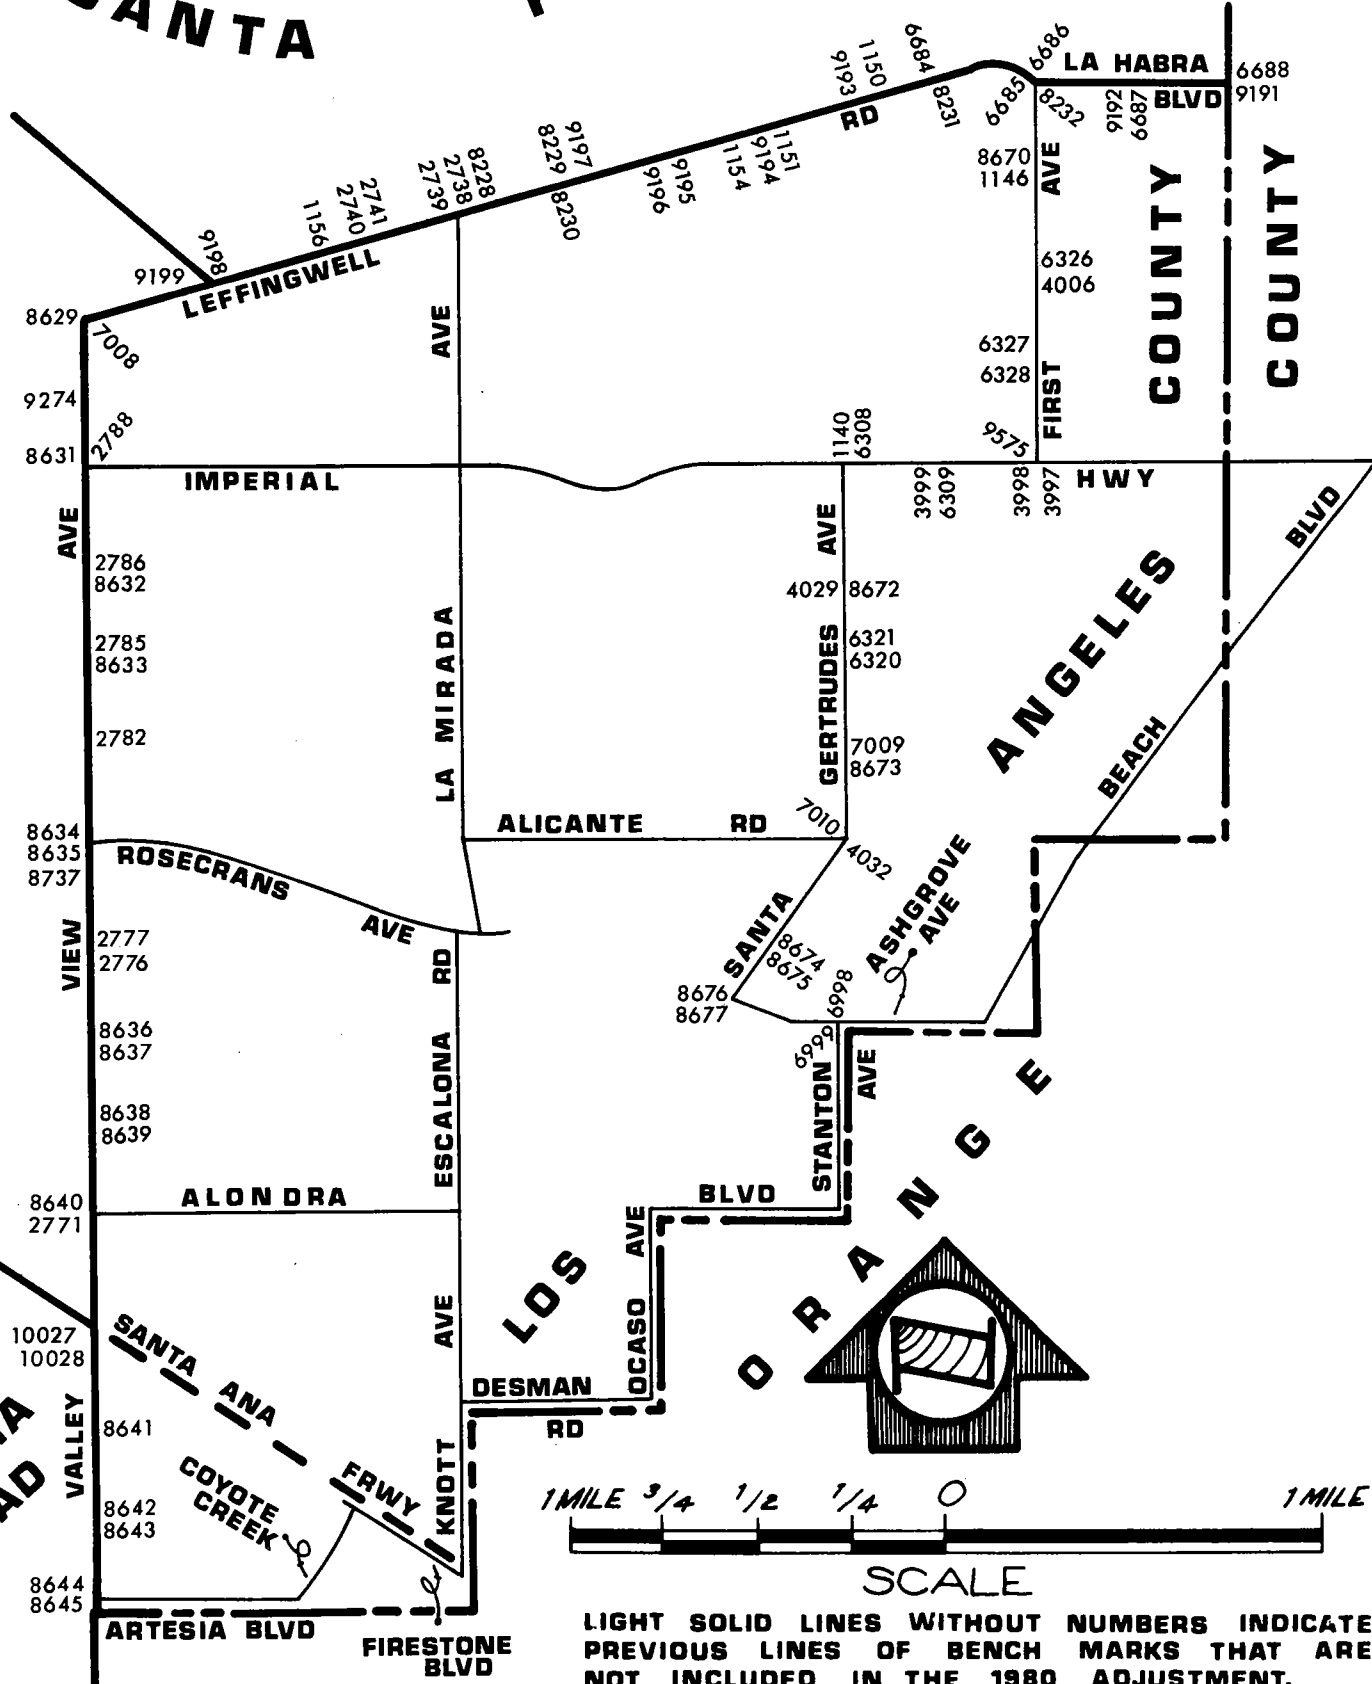 SANTA
6686
LA HABRA
BLVD
6688
9191
6684
1150
9193
8231
RD
6685
8232
9192
6687
8670
1146
AVE
COUNTY
COUNTY
1151
9194
1154
9195
9196
9197
8229
8230
8228
2738
2739
2741
2740
1156
9198
9199
LEFFINGWELL
8629
7008
9274
2788
8631
AVE
6326
4006
6327
6328
FIRST
9575
1140
6308
IMPERIAL
HWY
3999
6309
3998
3997
BLVD
AVE
2786
8632
AVE
4029
8672
2785
8633
6321
6320
2782
LA MIRADA
GERTRUDES
7009
8673
ANGELES
BEACH
8634
8635
8737
ROSECRANS
AVE
ALICANTE RD
7010
4032
SANTA
ASHGROVE
AVE
VIEW
2777
2776
RD
8674
8675
8676
8677
6998
6999
8636
8637
ESCALONA
STANTON
AVE
8638
8639
8640
2771
ALONDRA
BLVD
ORANGE
LOS
AVE
OCASO
10027
10028
SANTA ANA
FRWY
AVE
KNOTT
DESMAN
RD
VALLEY
8641
COYOTE
CREEK
8642
8643
8644
8645
ARTESIA BLVD
FIRESTONE
BLVD
1 MILE 3/4 1/2 1/4 0 1 MILE
SCALE
LIGHT SOLID LINES WITHOUT NUMBERS INDICATE
PREVIOUS LINES OF BENCH MARKS THAT ARE
NOT INCLUDED IN THE 1980 ADJUSTMENT.